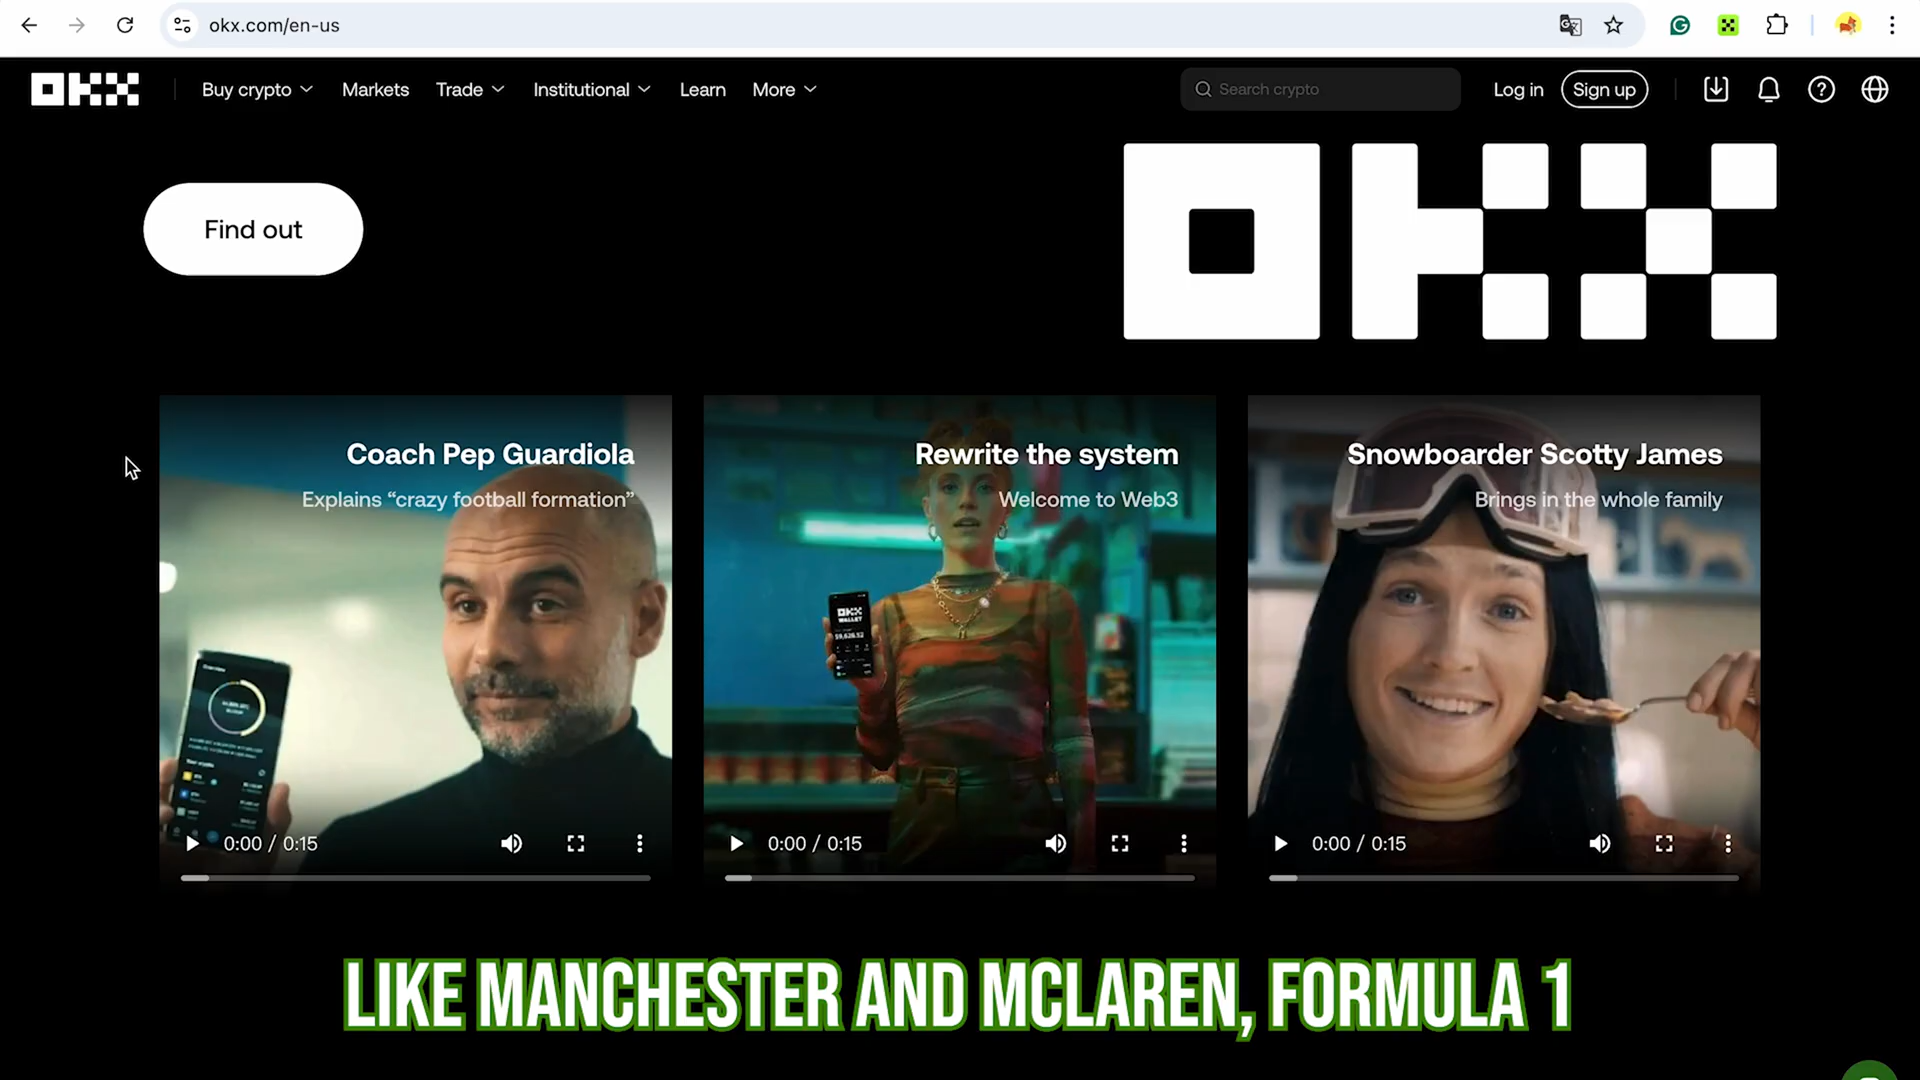 okx.com/en-us
OKX
Buy crypto
Markets
Trade
Institutional
Learn
More
Search crypto
Log in
Sign up
Find out
OKX
Coach Pep Guardiola
Explains “crazy football formation”
Rewrite the system
Welcome to Web3
Snowboarder Scotty James
Brings in the whole family
OKX
WALLET
0:00 / 0:15
0:00 / 0:15
0:00 / 0:15
LIKE MANCHESTER AND MCLAREN, FORMULA 1